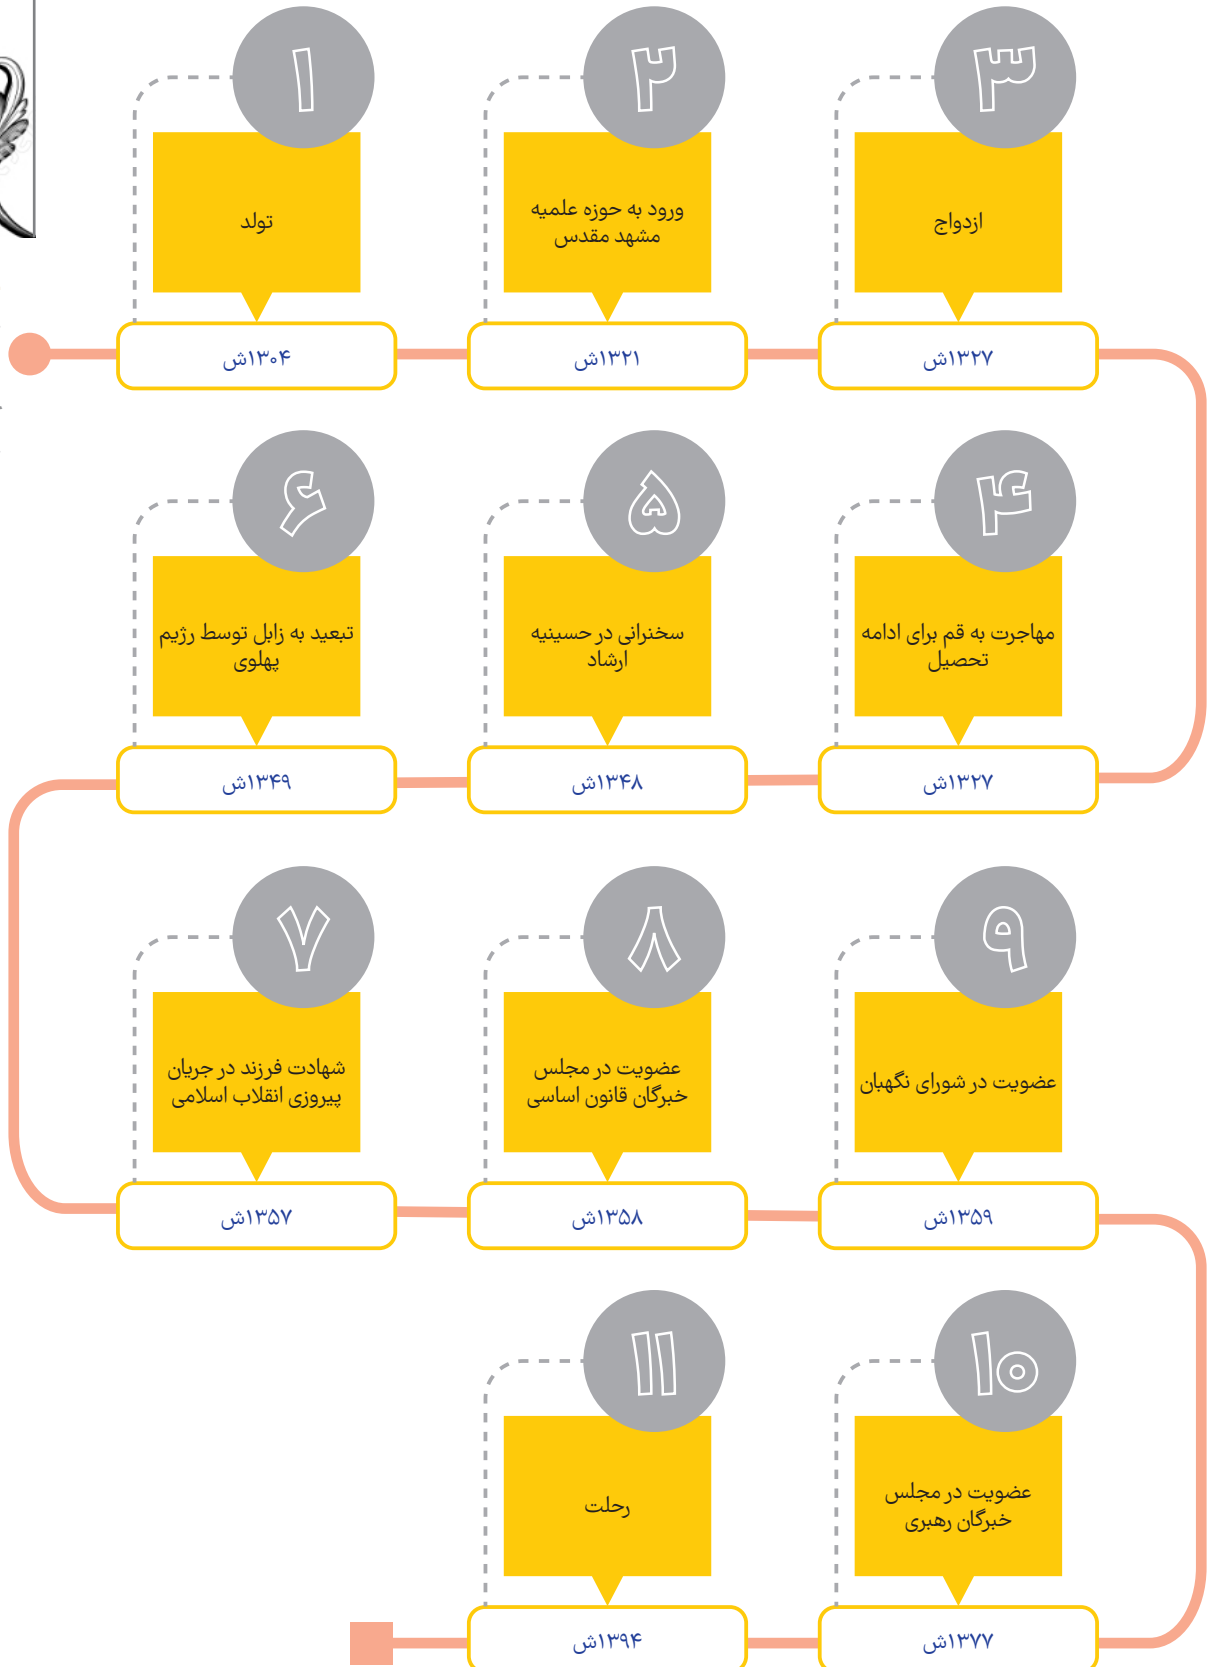 ۱
تولد
۱۳۰۴ش
۲
ورود به حوزه علمیه
مشهد مقدس
۱۳۲۱ش
۳
ازدواج
۱۳۲۷ش
۴
مهاجرت به قم برای ادامه
تحصیل
۱۳۲۷ش
۵
سخنرانی در حسینیه
ارشاد
۱۳۴۸ش
۶
تبعید به زابل توسط رژیم
پهلوی
۱۳۴۹ش
۷
شهادت فرزند در جریان
پیروزی انقلاب اسلامی
۱۳۵۷ش
۸
عضویت در مجلس
خبرگان قانون اساسی
۱۳۵۸ش
۹
عضویت در شورای نگهبان
۱۳۵۹ش
۱۰
عضویت در مجلس
خبرگان رهبری
۱۳۷۷ش
۱۱
رحلت
۱۳۹۴ش